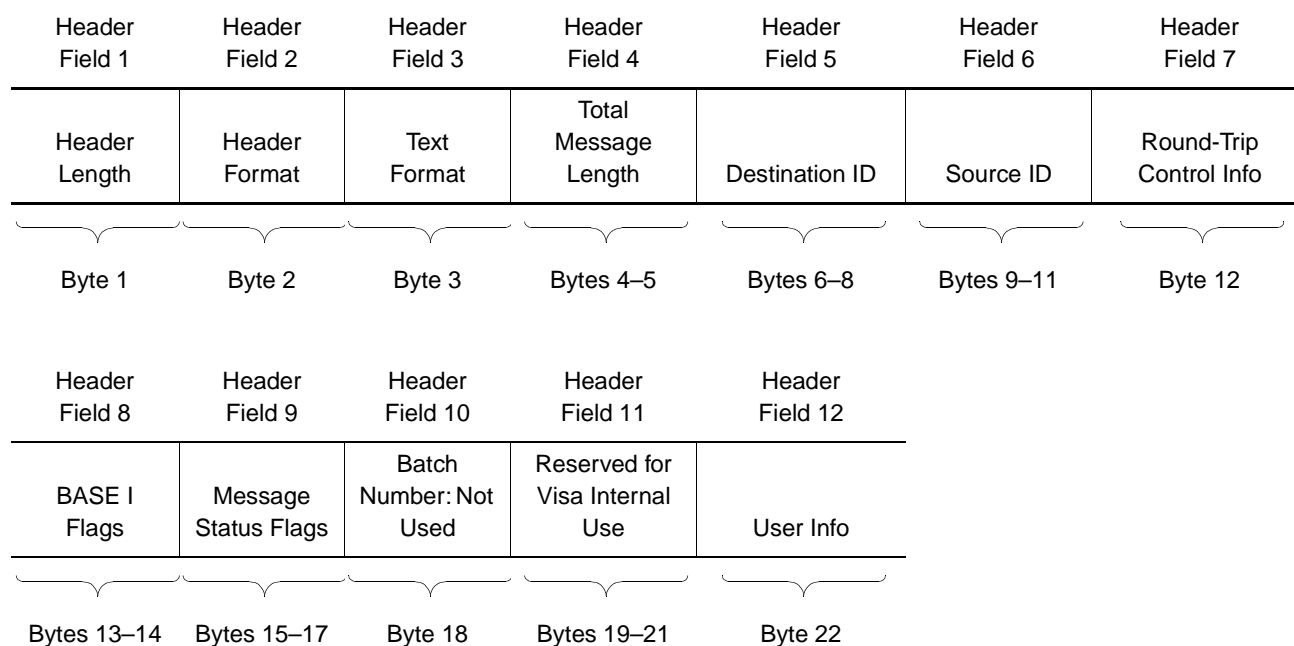 Header Header Header Header Header Header Header
Field 1 Field 2 Field 3 Field 4 Field 5 Field 6 Field 7
Total
Header Header Text Message Round-Trip
Length Format Format Length Destination ID Source ID Control Info
Byte 1 Byte 2 Byte 3 Bytes 4–5 Bytes 6–8 Bytes 9–11 Byte 12
Header Header Header Header Header
Field 8 Field 9 Field 10 Field 11 Field 12
Batch Reserved for
BASE I Message Number: Not Visa Internal
Flags Status Flags Used Use User Info
Bytes 13–14 Bytes 15–17 Byte 18 Bytes 19–21 Byte 22